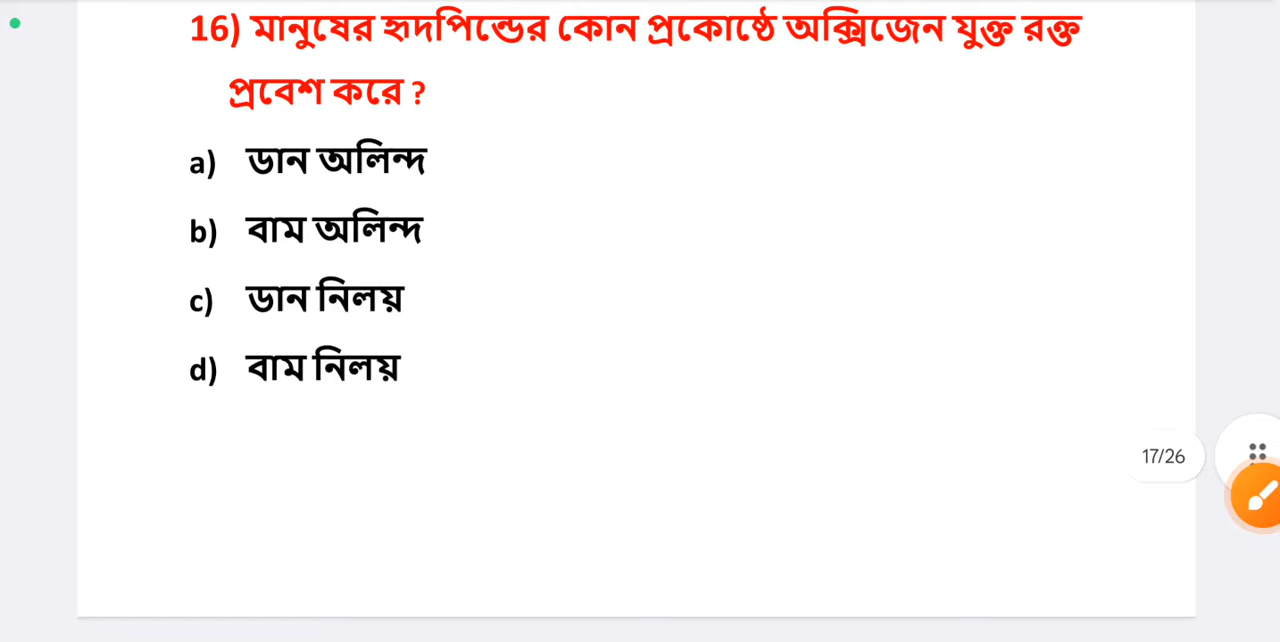 16) মানুষের হৃদপিন্ডের কোন প্রকোষ্ঠে অক্সিজেন যুক্ত রক্ত
প্রবেশ করে ?
a) ডান অলিন্দ
b) বাম অলিন্দ
c) ডান নিলয়
d) বাম নিলয়
17/26